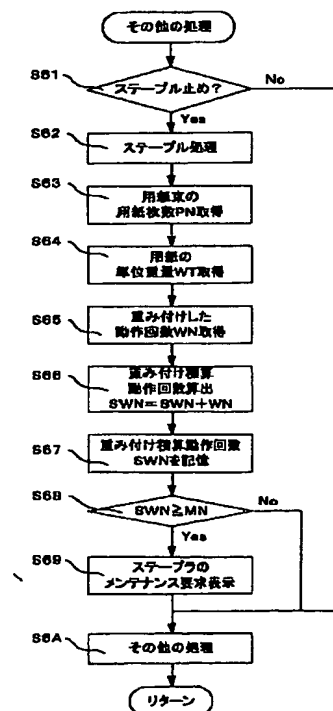 その他の処理
S61
ステープル止め?
No
Yes
S62
ステープル処理
S63
用紙束の
用紙枚数PN取得
S64
用紙の
単位重量WT取得
S65
重み付けした
動作回数WN取得
S66
重み付け積算
動作回数算出
SWN=SWN+WN
S67
重み付け積算動作回数
SWNを記憶
S68
SWN≧MN
No
Yes
S69
ステープラの
メンテナンス要求表示
S6A
その他の処理
リターン